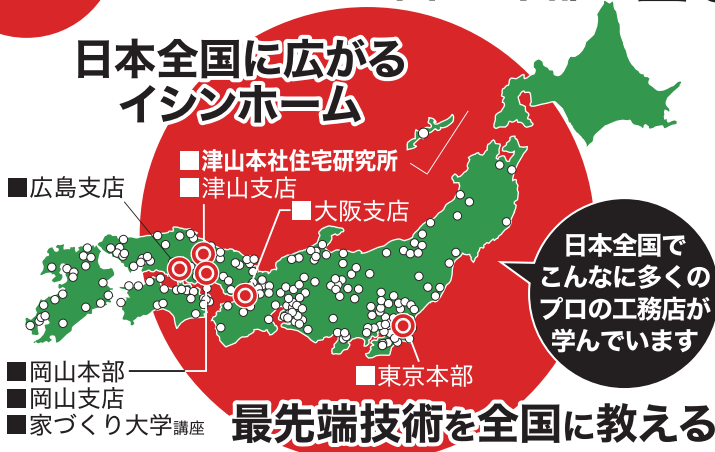 日本全国に広がる
イシンホーム
■津山本社住宅研究所
■津山支店
■広島支店
■大阪支店
日本全国で
こんなに多くの
プロの工務店が
学んでいます
■岡山本部
■岡山支店
■家づくり大学講座
■東京本部
最先端技術を全国に教える